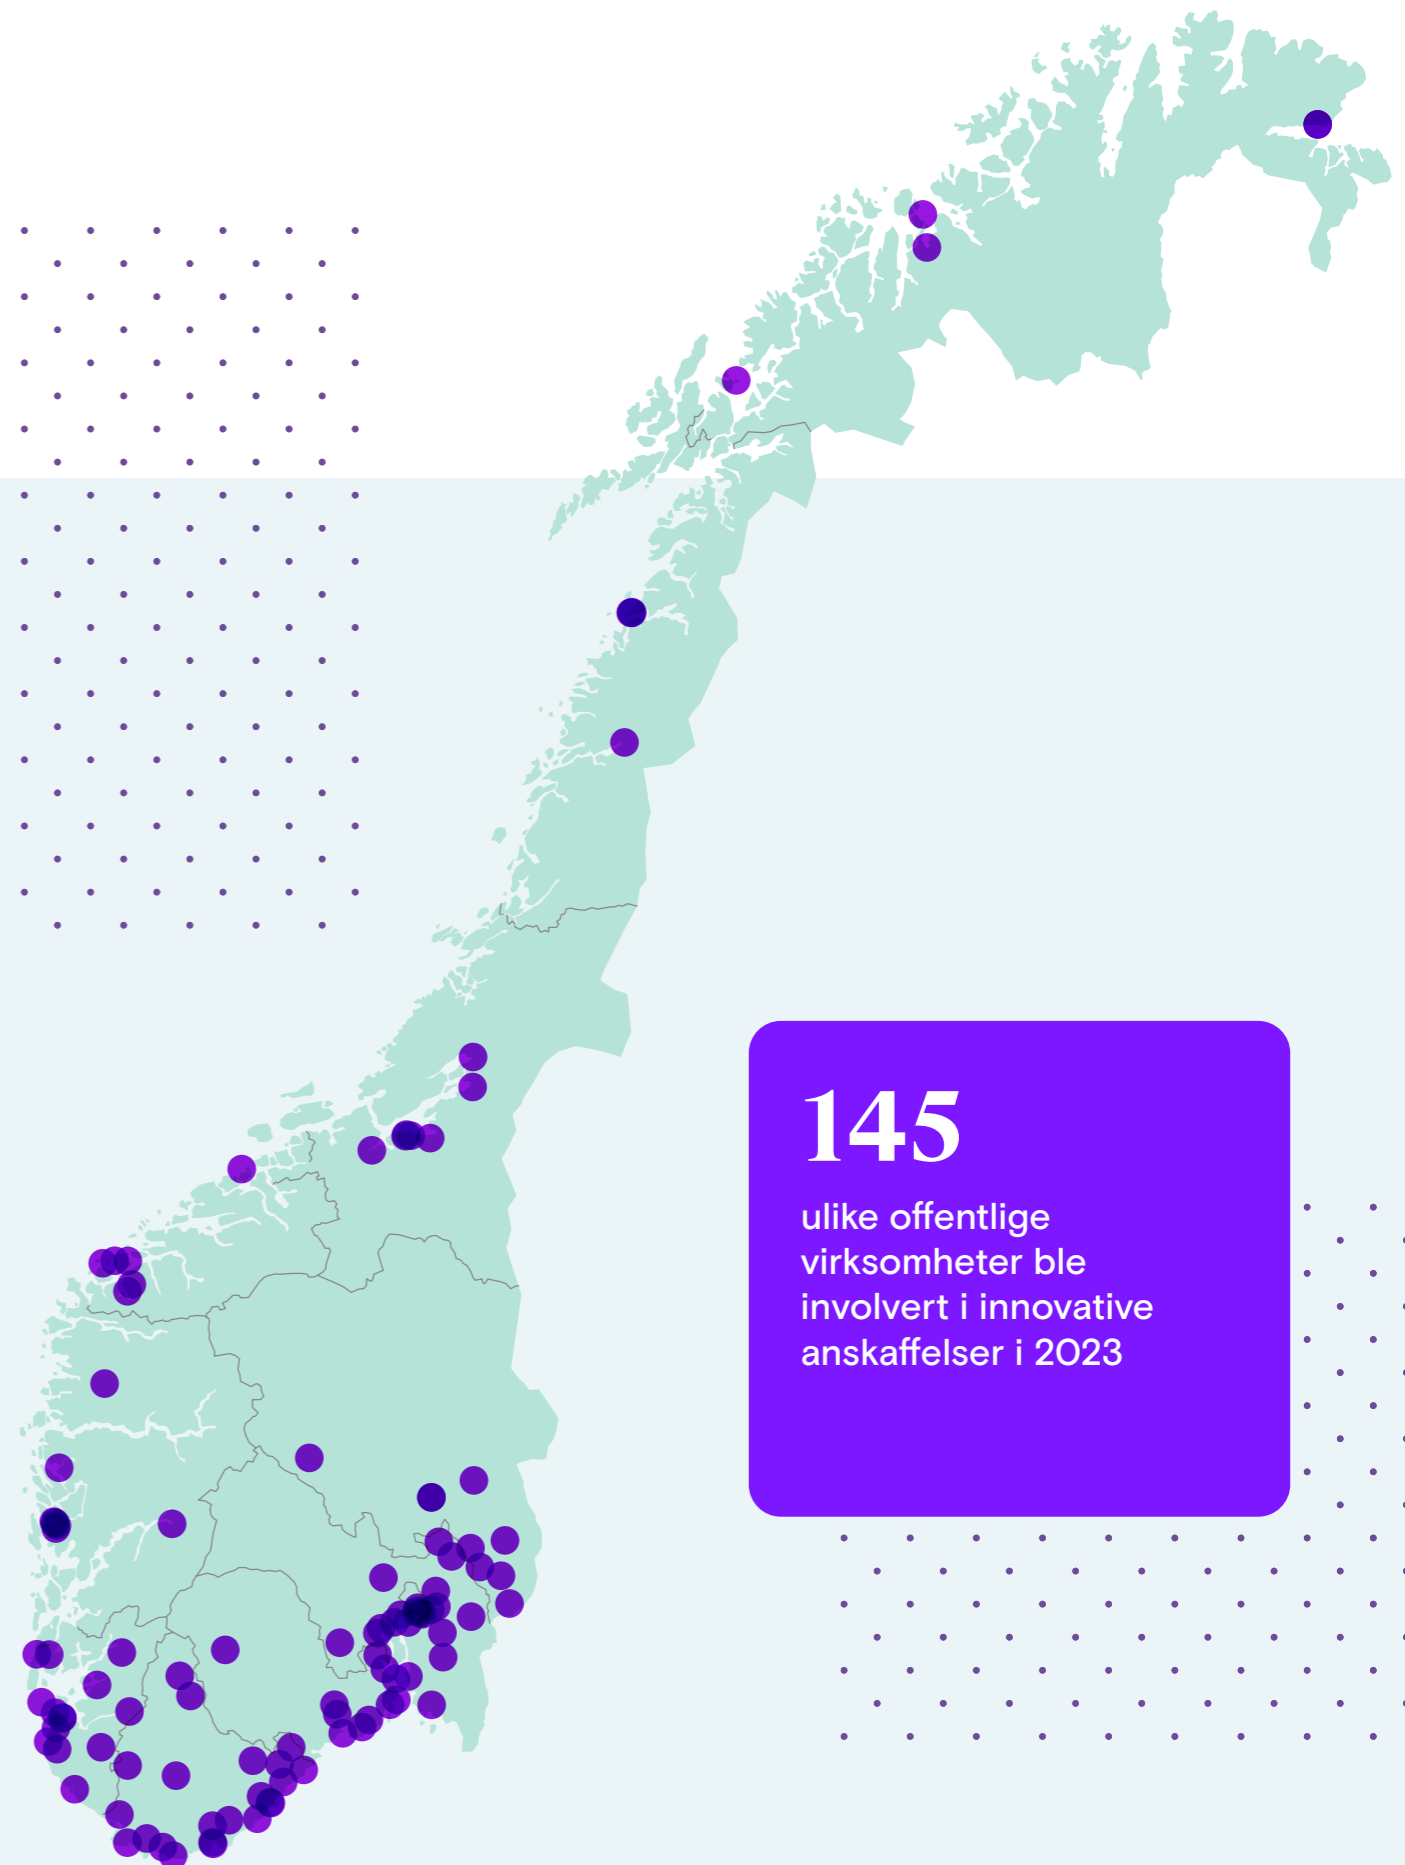 145
ulike offentlige
virksomheter ble
involvert i innovative
anskaffelser i 2023